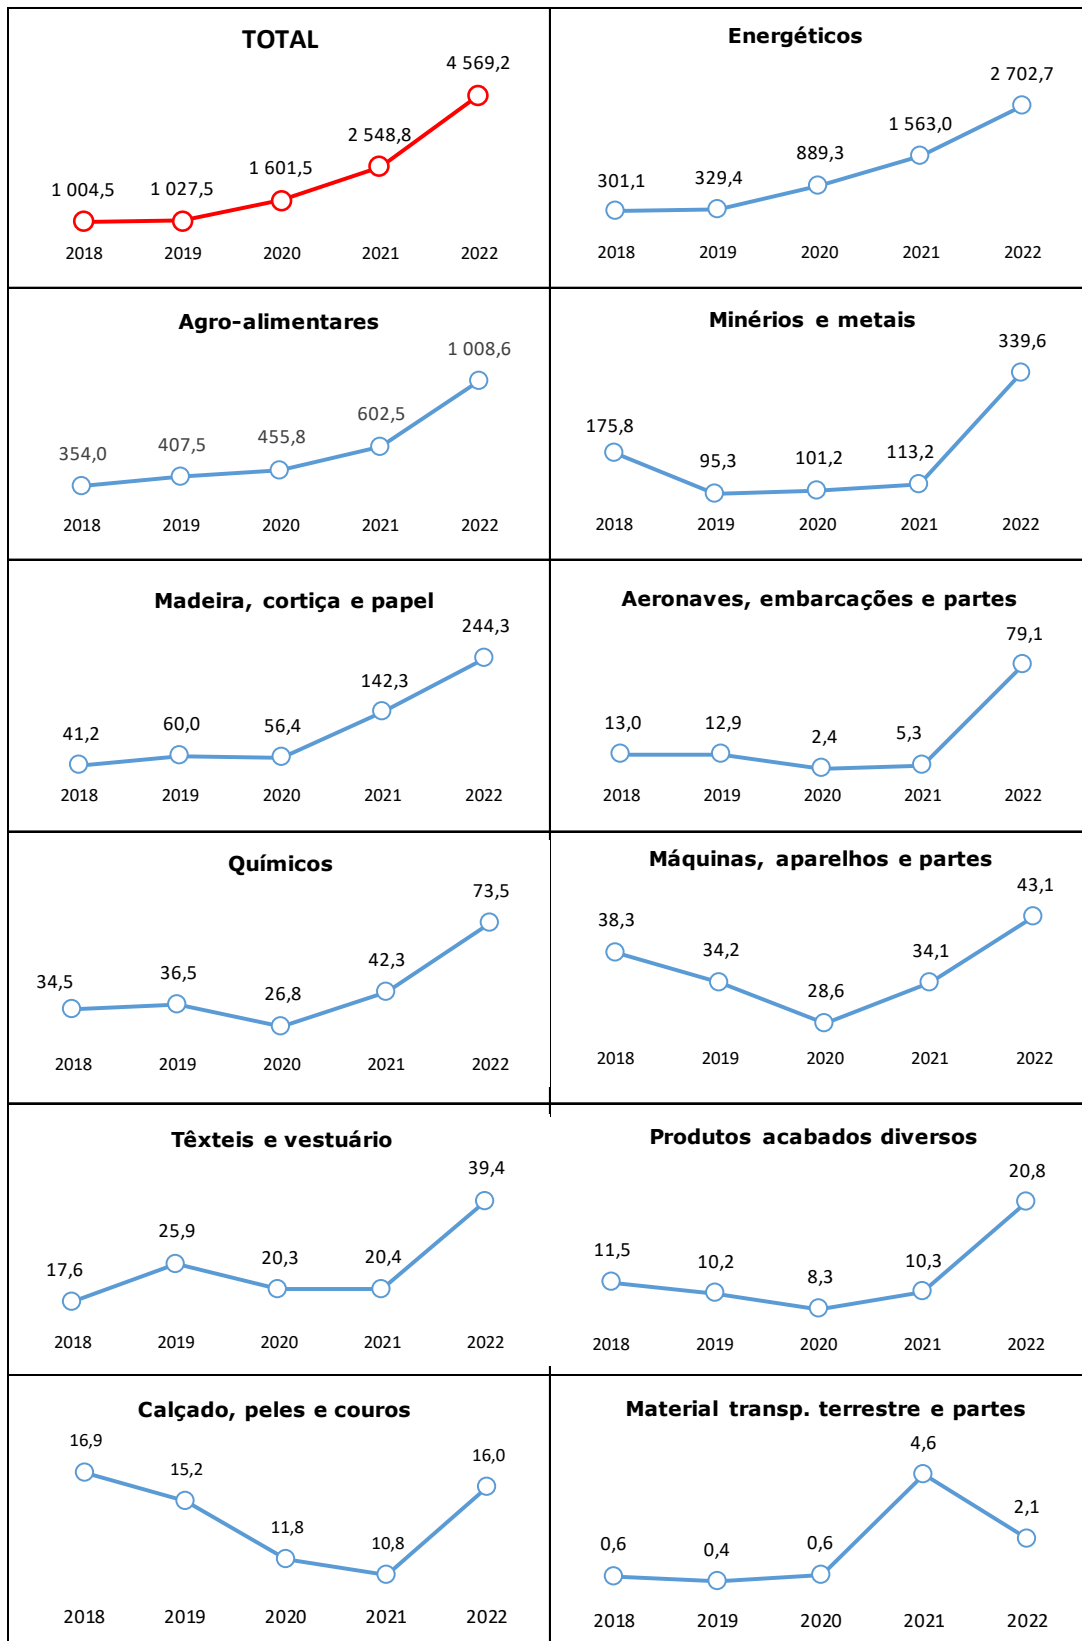 TOTAL
4 569,2
2 548,8
1 601,5
1 004,5 1 027,5
2018 2019 2020 2021 2022
Energéticos
2 702,7
1 563,0
889,3
301,1 329,4
2018 2019 2020 2021 2022
Agro-alimentares
1 008,6
602,5
455,8
407,5
354,0
2018 2019 2020 2021 2022
Minérios e metais
339,6
175,8
95,3 101,2 113,2
2018 2019 2020 2021 2022
Madeira, cortiça e papel
244,3
142,3
41,2 60,0 56,4
2018 2019 2020 2021 2022
Aeronaves, embarcações e partes
79,1
13,0 12,9 2,4 5,3
2018 2019 2020 2021 2022
Químicos
73,5
42,3
34,5 36,5 26,8
2018 2019 2020 2021 2022
Máquinas, aparelhos e partes
43,1
38,3
34,2 34,1
28,6
2018 2019 2020 2021 2022
Têxteis e vestuário
39,4
25,9
17,6 20,3 20,4
2018 2019 2020 2021 2022
Produtos acabados diversos
20,8
11,5 10,2 8,3 10,3
2018 2019 2020 2021 2022
Calçado, peles e couros
16,9 15,2 16,0
11,8 10,8
2018 2019 2020 2021 2022
Material transp. terrestre e partes
4,6
2,1
0,6 0,4 0,6
2018 2019 2020 2021 2022